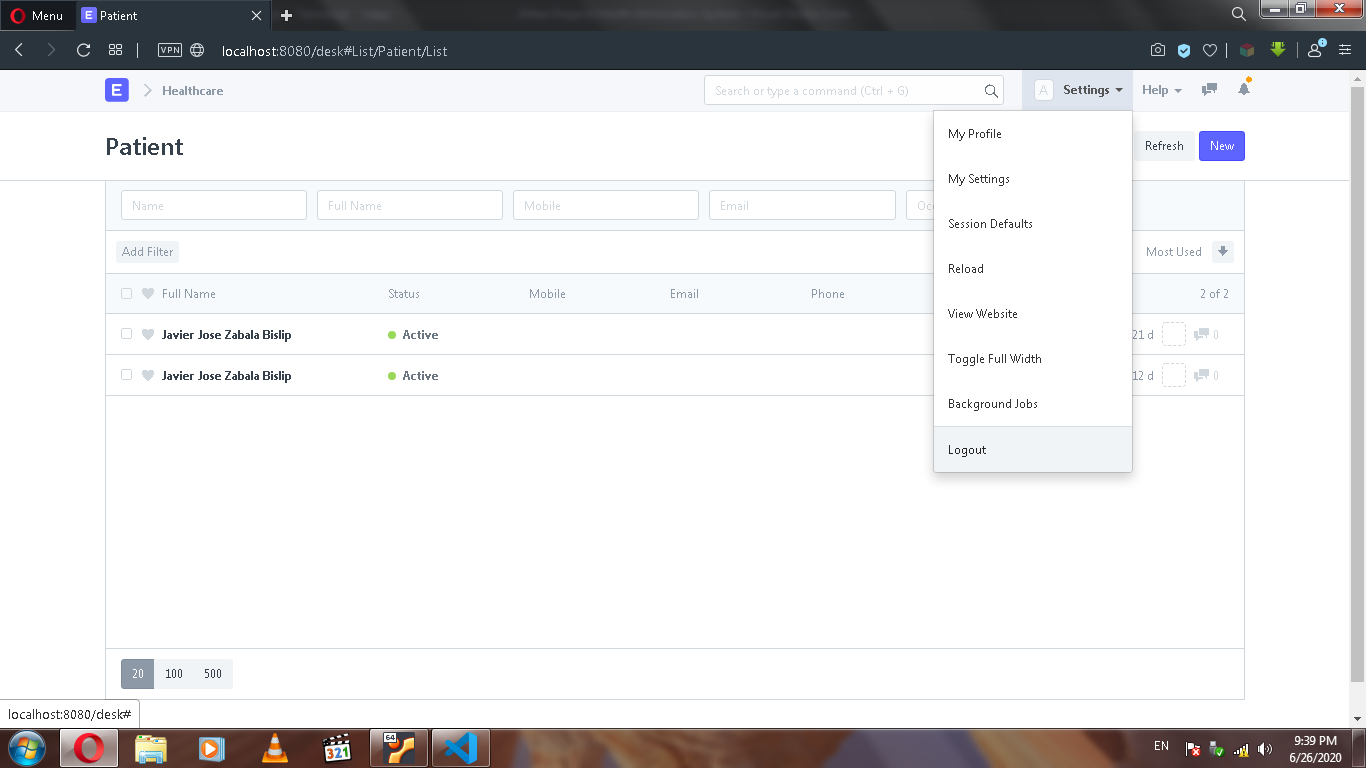 Menu
Patient
VPN
localhost:8080/desk#List/Patient/List
E
Healthcare
Search or type a command (Ctrl + G)
A
Settings
Help
Patient
Refresh
New
My Profile
My Settings
Session Defaults
Reload
View Website
Toggle Full Width
Background Jobs
Logout
Name
Full Name
Mobile
Email
Add Filter
Most Used
Full Name
Status
Mobile
Email
Phone
2 of 2
Javier Jose Zabala Bislip
Active
21 d
0
Javier Jose Zabala Bislip
Active
12 d
0
20
100
500
localhost:8080/desk#
321
64
EN
9:39 PM
6/26/2020